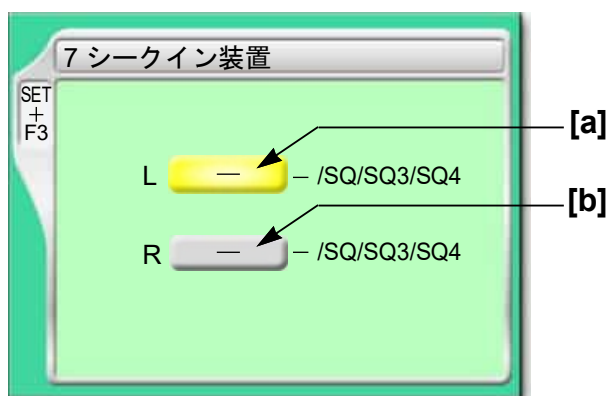 7 シークイン装置
SET
+
F3
[a]
L — – /SQ/SQ3/SQ4
[b]
R — – /SQ/SQ3/SQ4